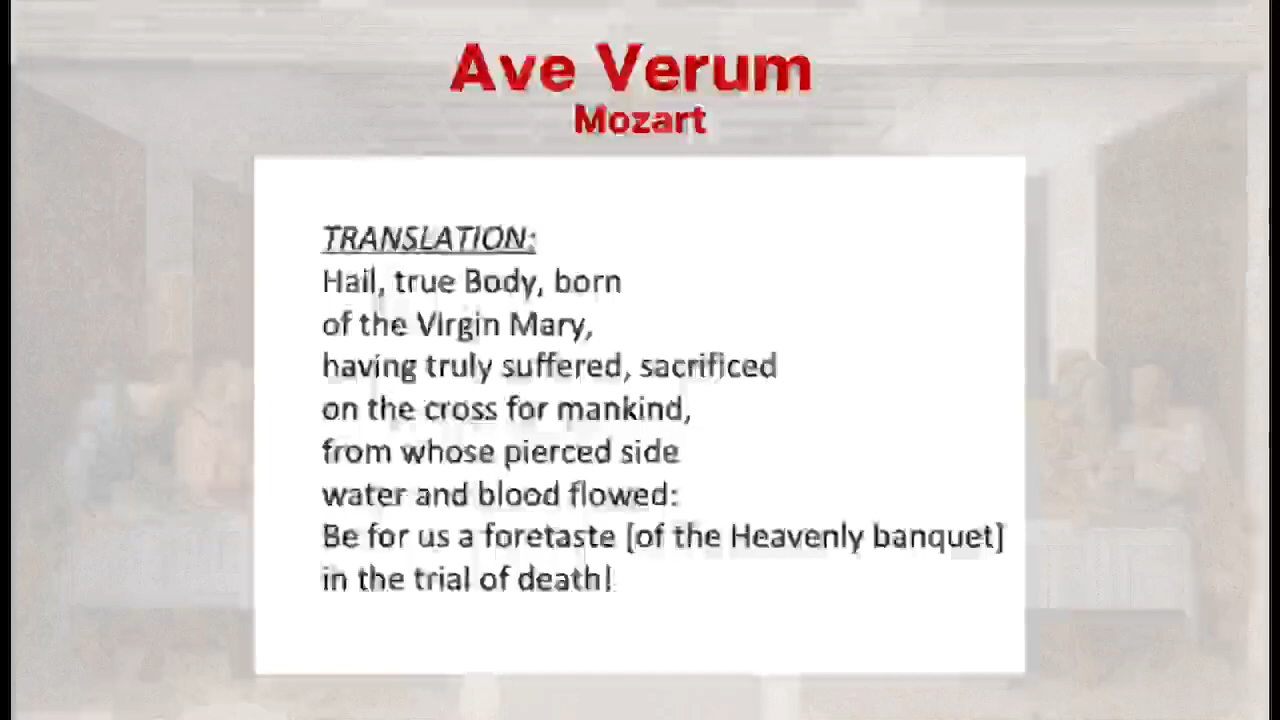 Ave Verum
Mozart
TRANSLATION:
Hail, true Body, born
of the Virgin Mary,
having truly suffered, sacrificed
on the cross for mankind,
from whose pierced side
water and blood flowed:
Be for us a foretaste [of the Heavenly banquet]
in the trial of death!